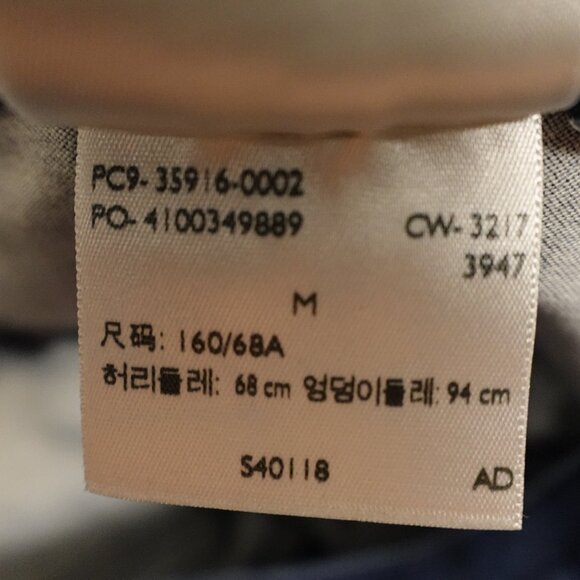 PC9-35916-0002
PO-4100349889 CW-3217
3947
M
尺码: 160/68A
허리둘레: 68 cm 엉덩이둘레: 94 cm
S40118 AD